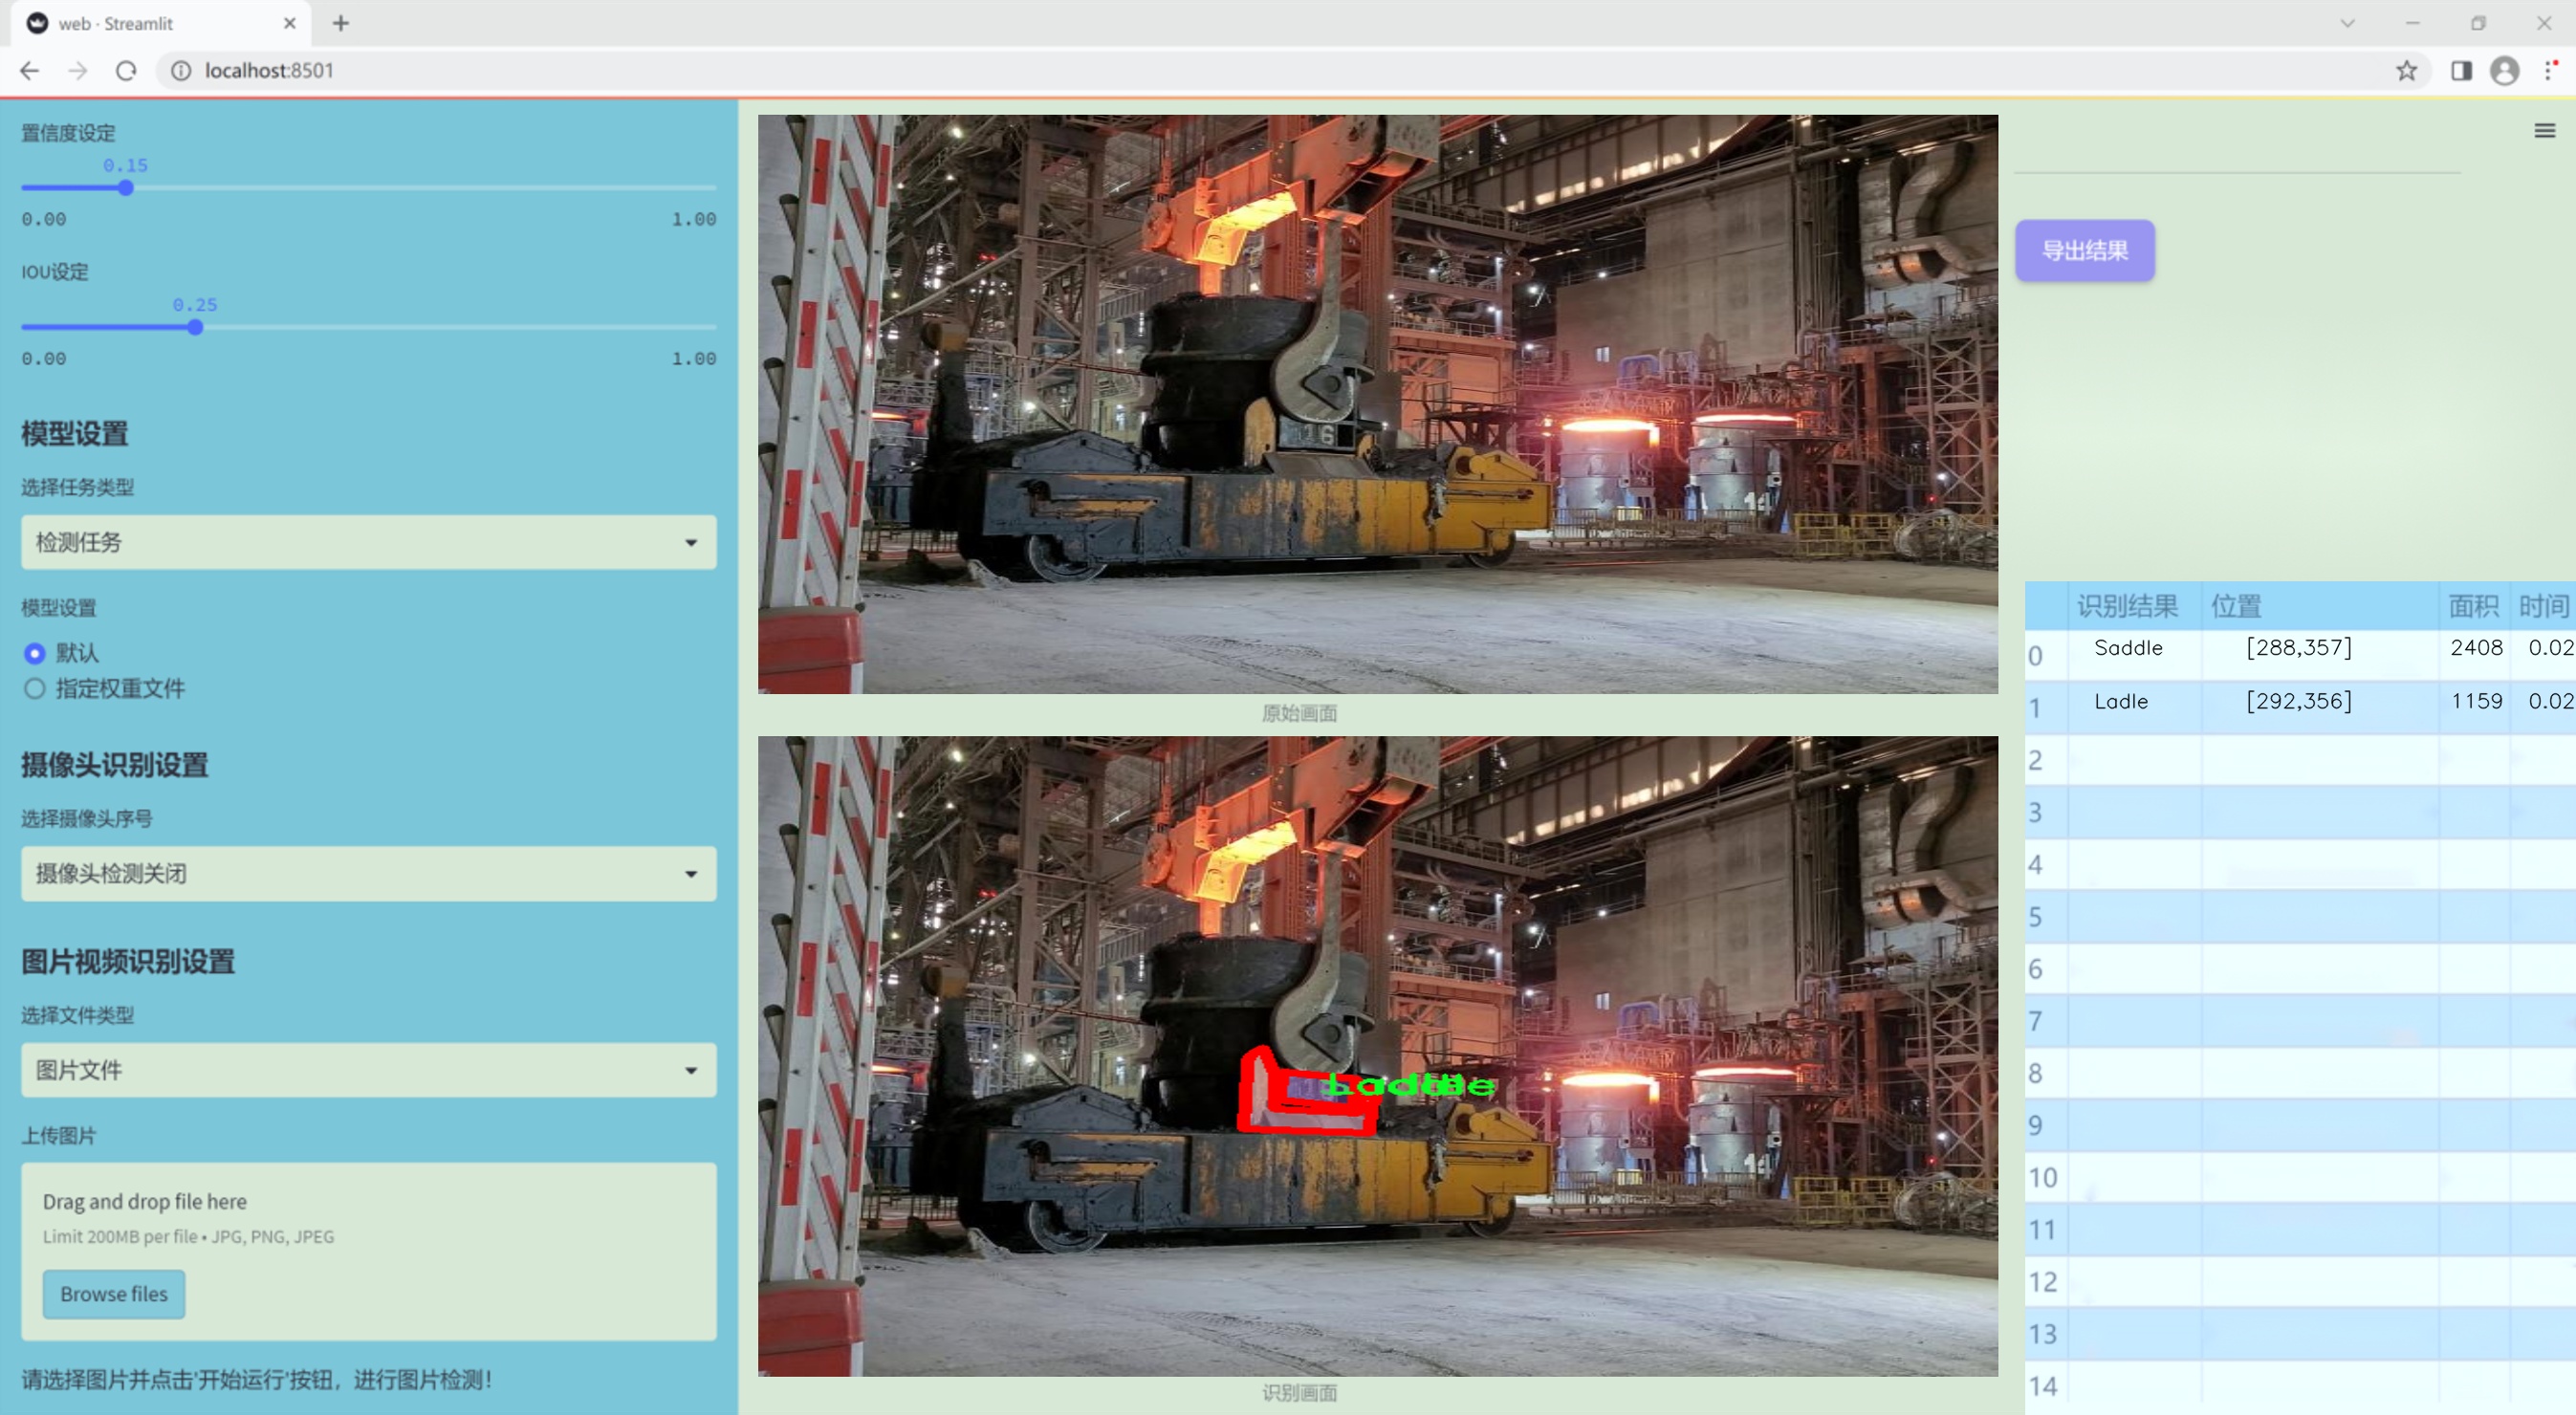 web · Streamlit
localhost:8501
置信度设定
0.15
0.00 1.00
IOU设定
0.25
0.00 1.00
模型设置
选择任务类型
检测任务
模型设置
默认
指定权重文件
摄像头识别设置
选择摄像头序号
摄像头检测关闭
图片视频识别设置
选择文件类型
图片文件
上传图片
Drag and drop file here
Limit 200MB per file • JPG, PNG, JPEG
Browse files
请选择图片并点击'开始运行'按钮，进行图片检测！
16
14
原始画面
14
识别画面
导出结果
识别结果 位置 面积 时间
0 Saddle [288,357] 2408 0.02
1 Ladle [292,356] 1159 0.02
2
3
4
5
6
7
8
9
10
11
12
13
14